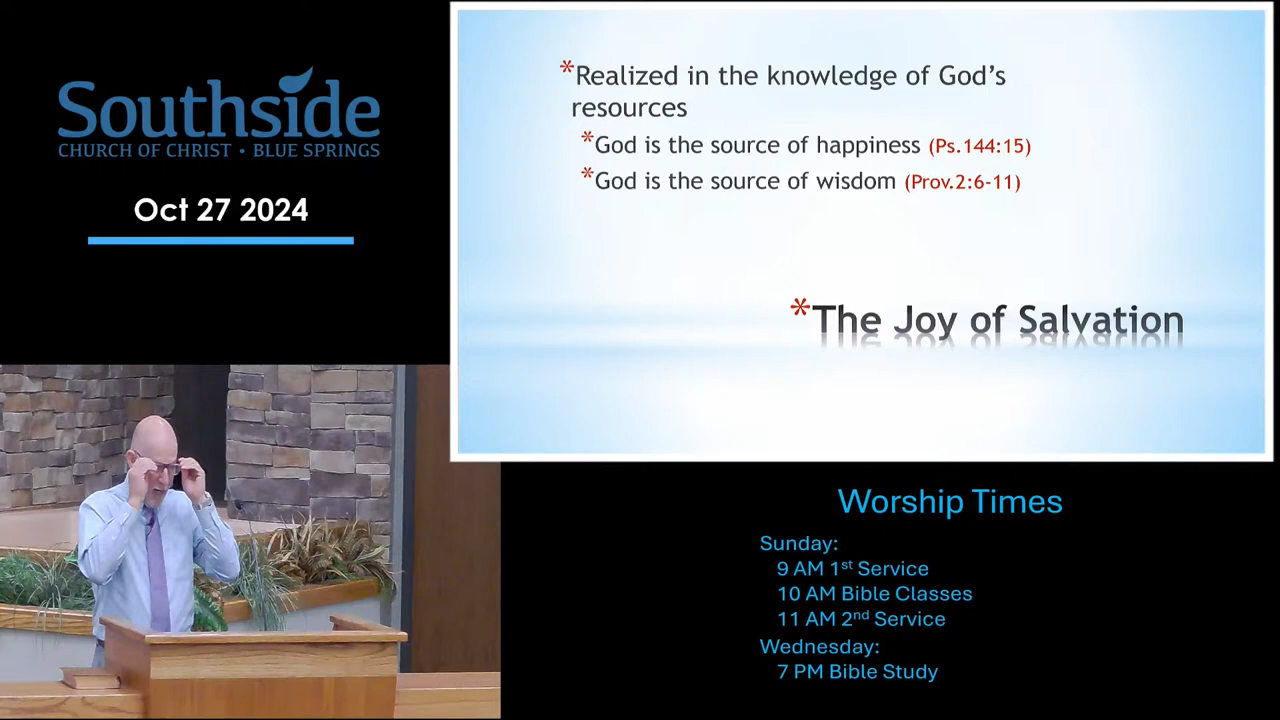 Southside
CHURCH OF CHRIST • BLUE SPRINGS
Oct 27 2024
*Realized in the knowledge of God's
resources
*God is the source of happiness (Ps.144:15)
*God is the source of wisdom (Prov.2:6-11)
*The Joy of Salvation
Worship Times
Sunday:
9 AM 1st Service
10 AM Bible Classes
11 AM 2nd Service
Wednesday:
7 PM Bible Study